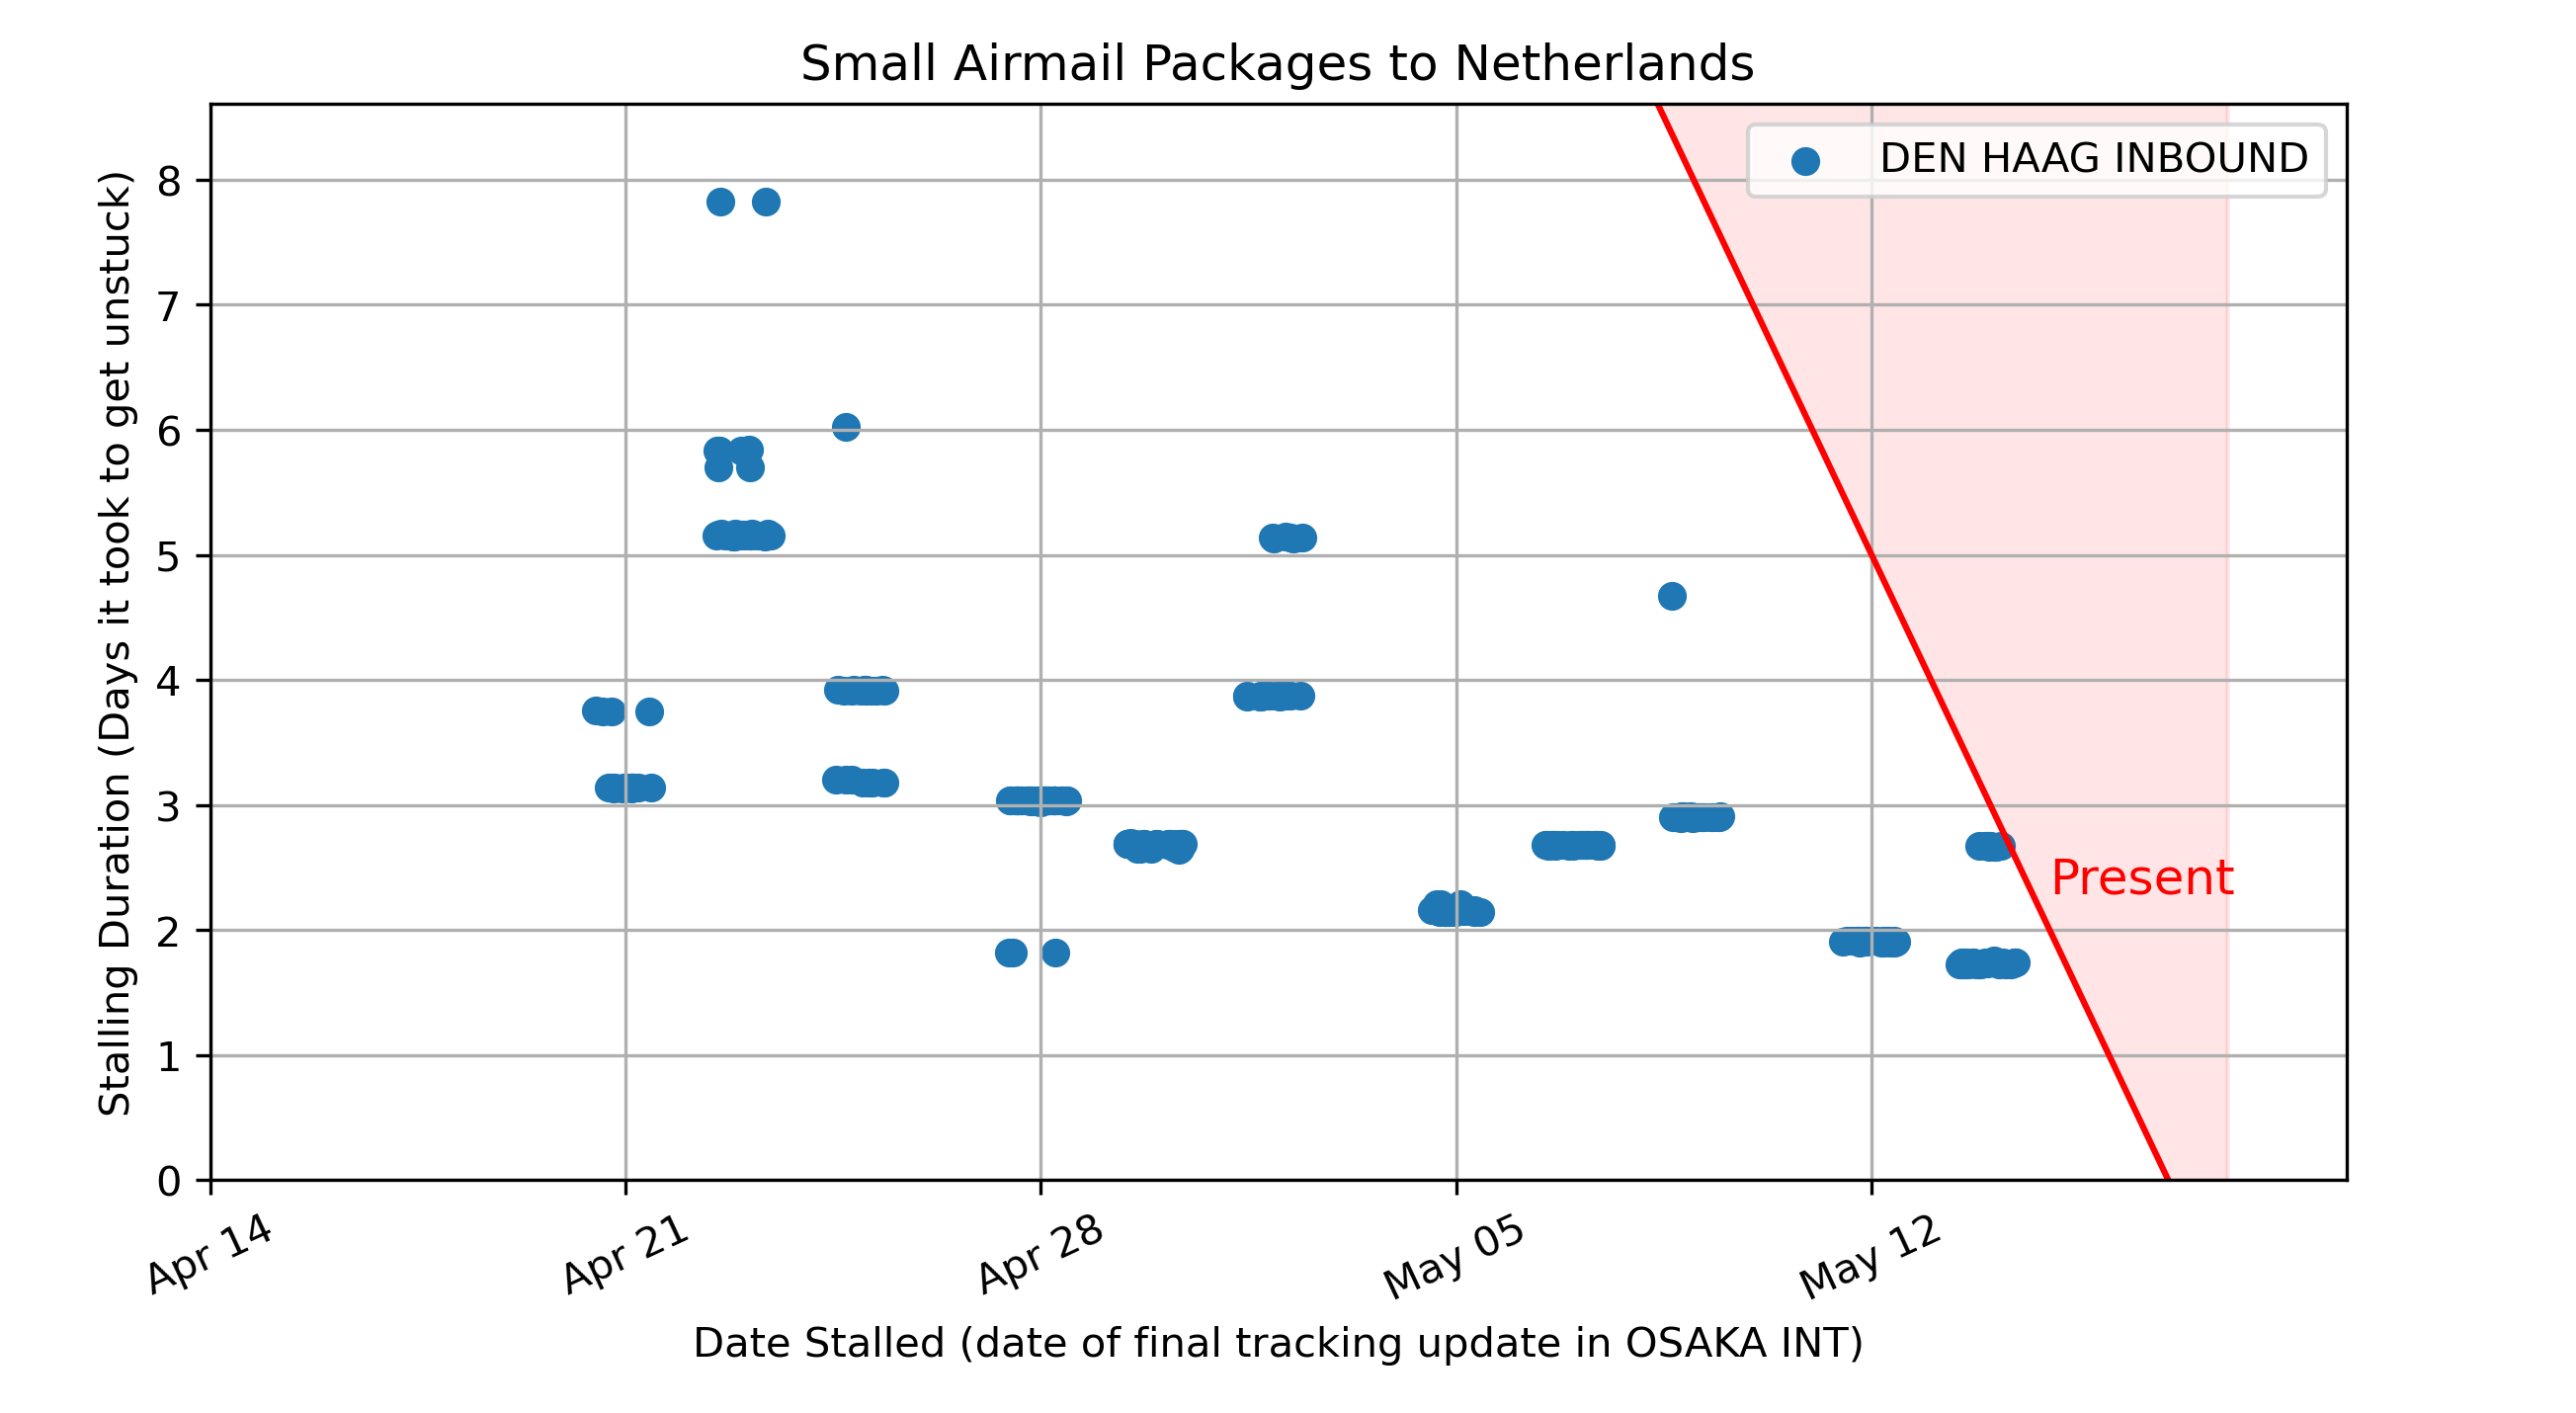 Small Airmail Packages to Netherlands
DEN HAAG INBOUND
Stalling Duration (Days it took to get unstuck)
8
7
6
5
4
3
2
1
0
Present
Apr 14
Apr 21
Apr 28
May 05
May 12
Date Stalled (date of final tracking update in OSAKA INT)